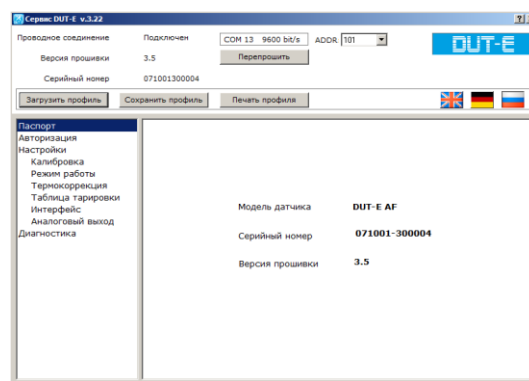 Сервис DUT-E v.3.22
Проводное соединение Подключен COM 13 9600 bit/s ADDR 101 DUT-E
Версия прошивки 3.5 Перепрошить
Серийный номер 071001300004
Загрузить профиль Сохранить профиль Печать профиля
Паспорт
Авторизация
Настройки
Калибровка
Режим работы
Термокоррекция
Таблица тарировки
Интерфейс
Аналоговый выход
Диагностика
Модель датчика DUT-E AF
Серийный номер 071001-300004
Версия прошивки 3.5